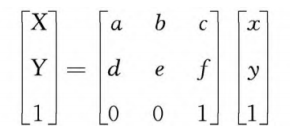 X a b c x
Y = d e f y
1 0 0 1 1